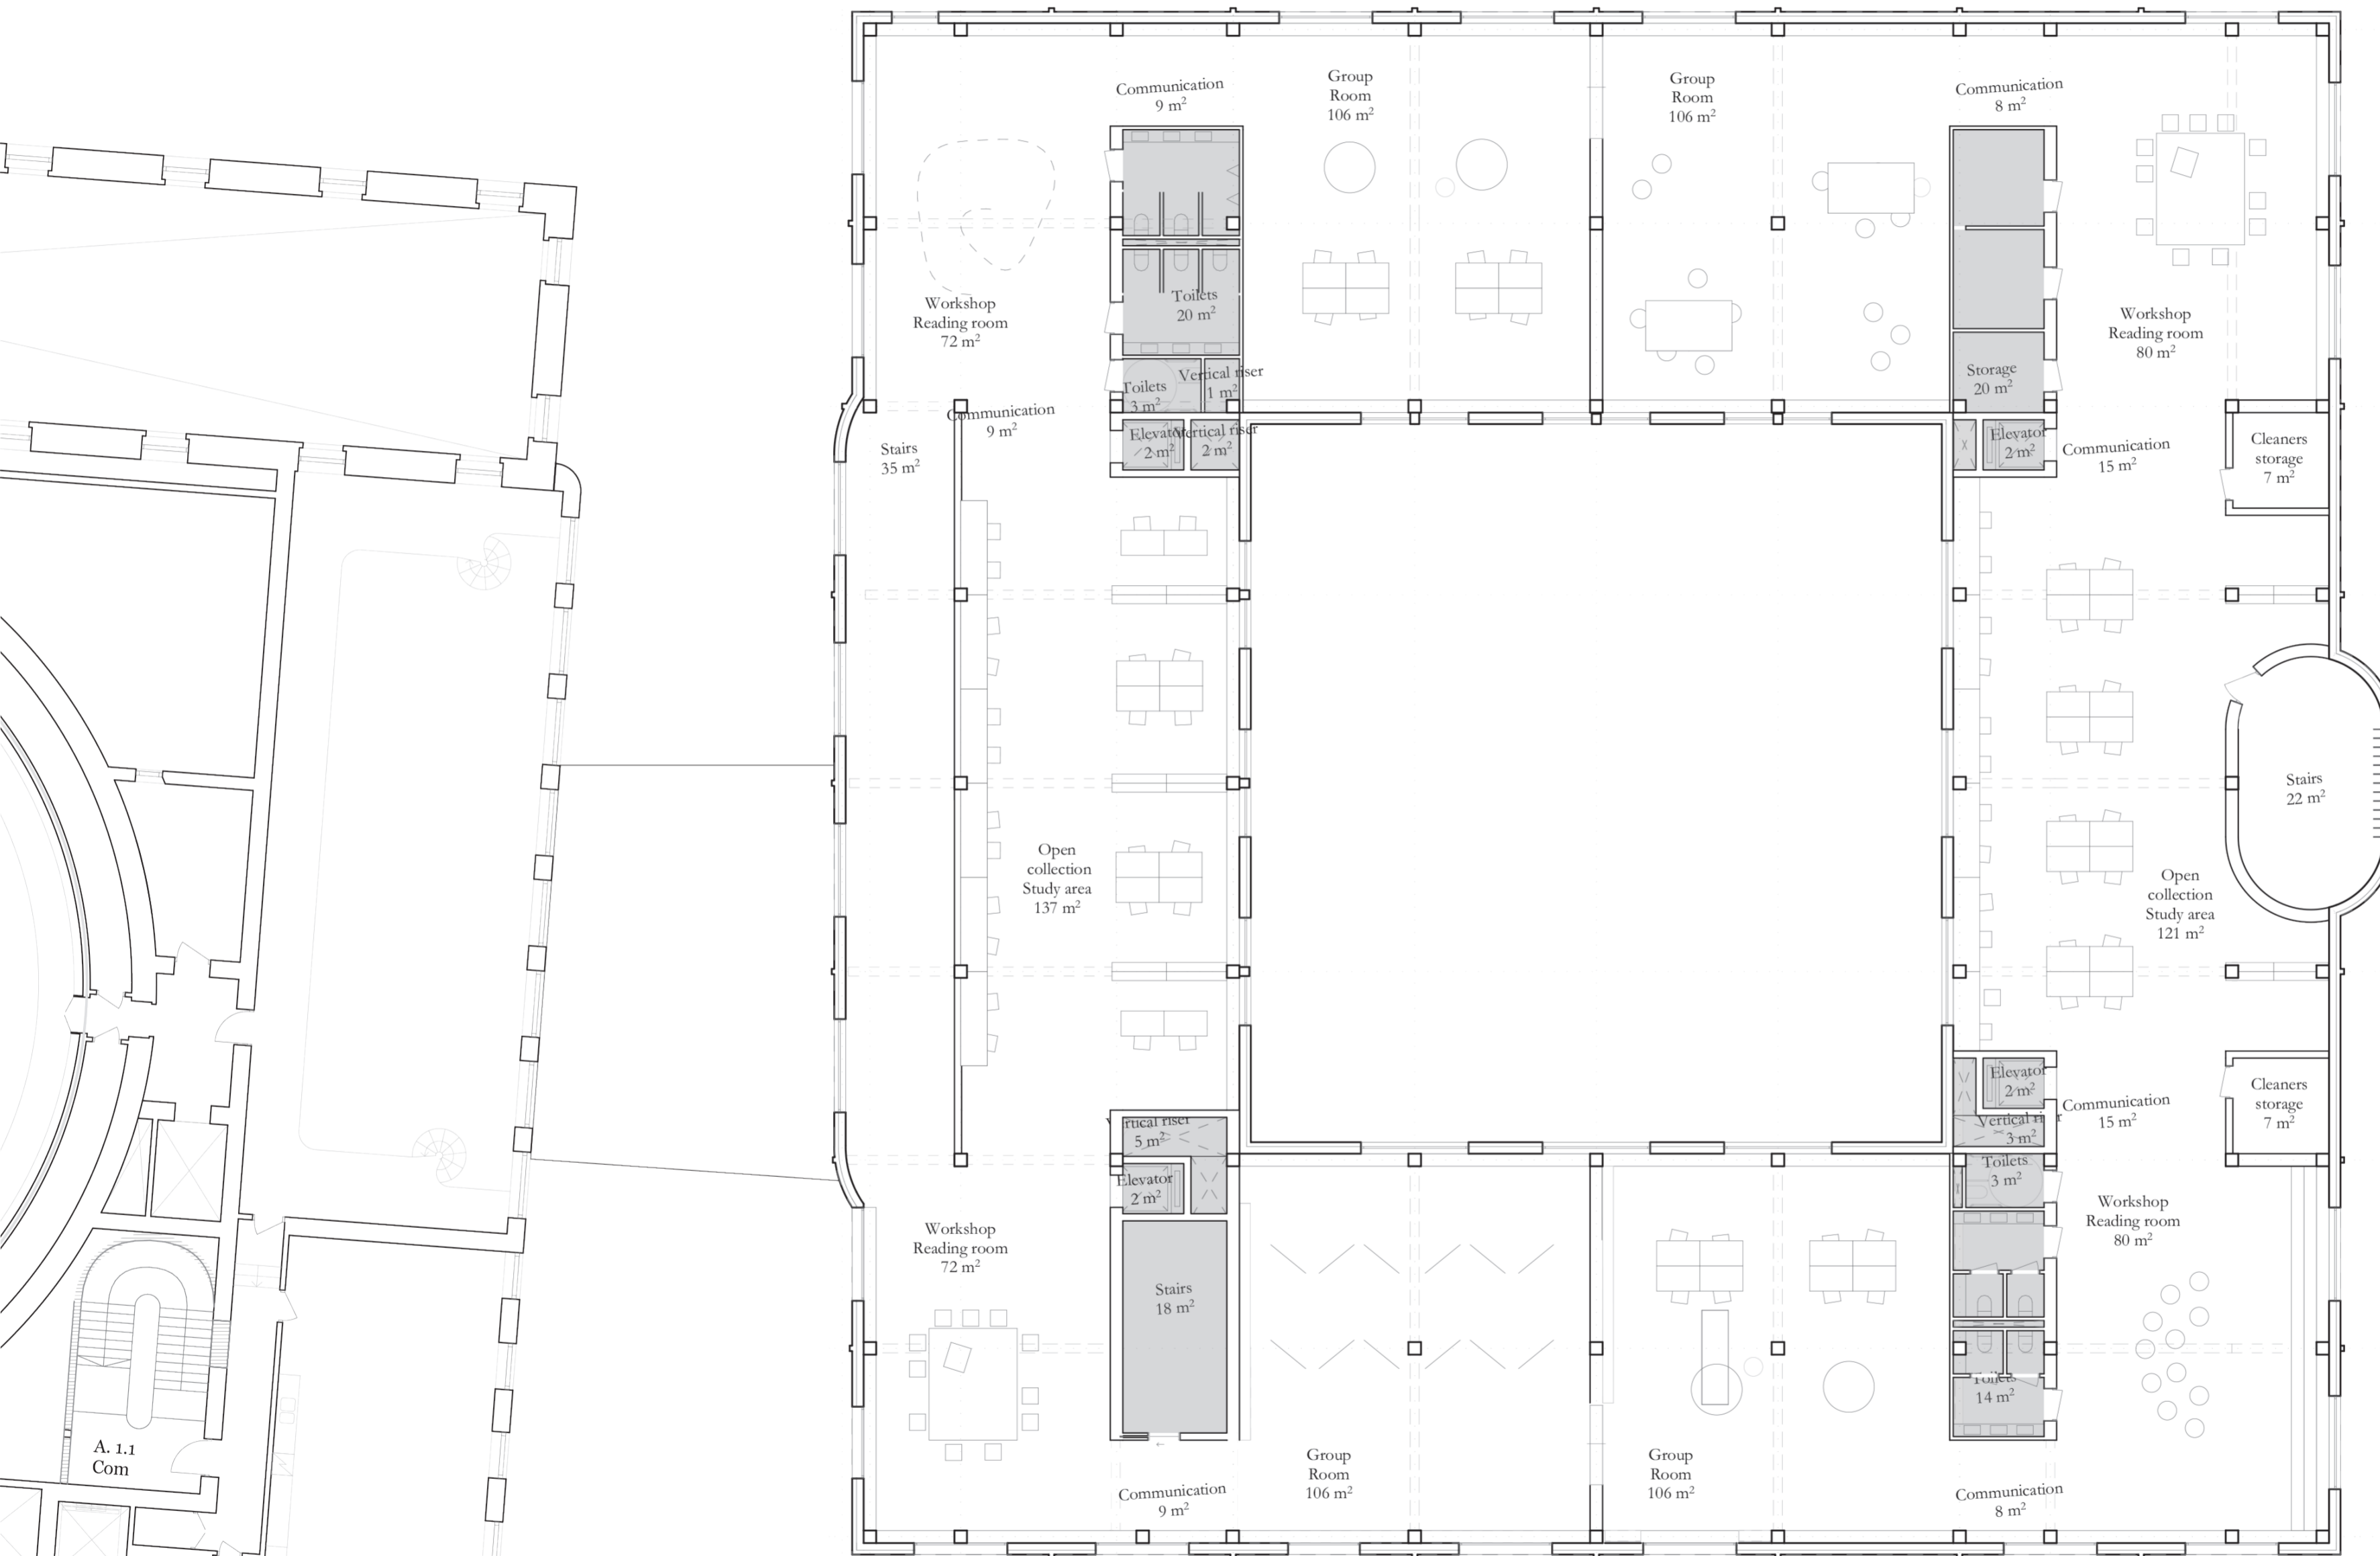 Communication
9 m²
Group
Room
106 m²
Group
Room
106 m²
Communication
8 m²
Workshop
Reading room
72 m²
Toilets
20 m²
Workshop
Reading room
80 m²
Toilets
3 m²
Vertical riser
1 m²
Storage
20 m²
Communication
9 m²
Stairs
35 m²
Elevator
2 m²
Vertical riser
2 m²
Elevator
2 m²
Communication
15 m²
Cleaners
storage
7 m²
Stairs
22 m²
Open
collection
Study area
137 m²
Open
collection
Study area
121 m²
Vertical riser
5 m²
Elevator
2 m²
Elevator
2 m²
Vertical riser
3 m²
Communication
15 m²
Cleaners
storage
7 m²
Toilets
3 m²
Workshop
Reading room
72 m²
Workshop
Reading room
80 m²
Stairs
18 m²
Toilets
14 m²
A. 1.1
Com
Group
Room
106 m²
Group
Room
106 m²
Communication
9 m²
Communication
8 m²